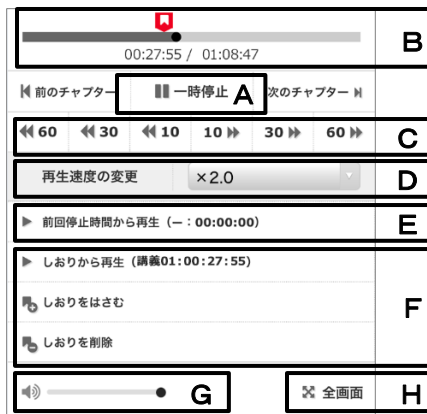 B
00:27:55 / 01:08:47
前のチャプター 一時停止 A 次のチャプター
60 30 10 10 30 60 C
再生速度の変更 ×2.0 D
前回停止時間から再生（ー：00:00:00） E
しおりから再生（講義01：00:27:55）
しおりをはさむ F
しおりを削除
G 全画面 H